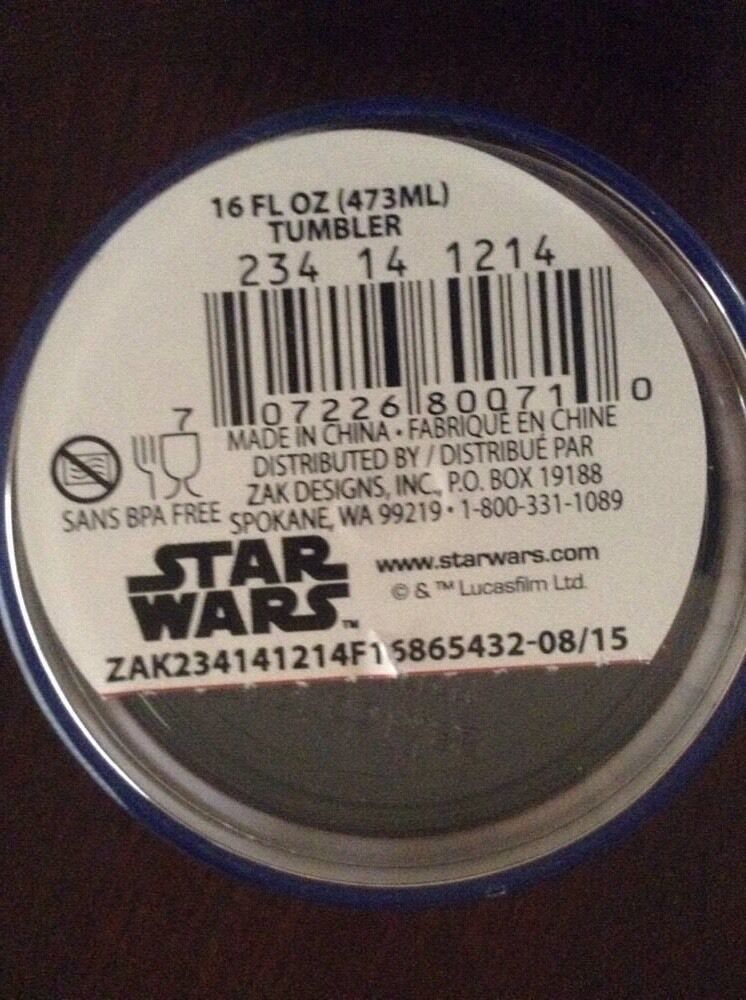 16 FL OZ (473ML)
TUMBLER
234 14 1214
7 07226 80071 0
MADE IN CHINA • FABRIQUÉ EN CHINE
DISTRIBUTED BY / DISTRIBUÉ PAR
ZAK DESIGNS, INC., P.O. BOX 19188
SPOKANE, WA 99219 • 1-800-331-1089
SANS BPA FREE
STAR
WARS™
www.starwars.com
© & ™ Lucasfilm Ltd.
ZAK234141214F16865432-08/15